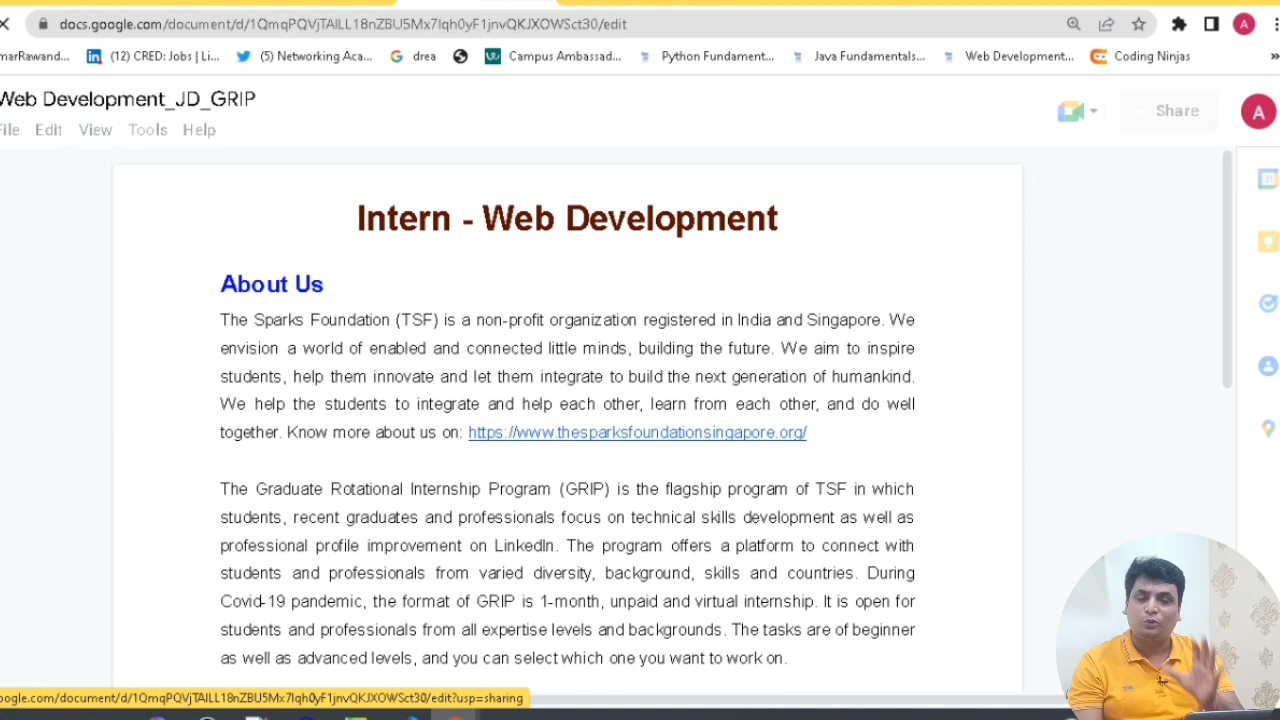 docs.google.com/document/d/1QmqPQVjTAlLL18nZBU5Mx7lqh0yF1jnvQKJXOWSct30/edit
A
marRawand... (12) CRED: Jobs | Li... (5) Networking Aca... drea Campus Ambassad... Python Fundament... Java Fundamentals... Web Development... Coding Ninjas »
Web Development_JD_GRIP
File Edit View Tools Help
Share
A
31
Intern - Web Development
About Us
The Sparks Foundation (TSF) is a non-profit organization registered in India and Singapore. We
envision a world of enabled and connected little minds, building the future. We aim to inspire
students, help them innovate and let them integrate to build the next generation of humankind.
We help the students to integrate and help each other, learn from each other, and do well
together. Know more about us on: https://www.thesparksfoundationsingapore.org/
The Graduate Rotational Internship Program (GRIP) is the flagship program of TSF in which
students, recent graduates and professionals focus on technical skills development as well as
professional profile improvement on LinkedIn. The program offers a platform to connect with
students and professionals from varied diversity, background, skills and countries. During
Covid-19 pandemic, the format of GRIP is 1-month, unpaid and virtual internship. It is open for
students and professionals from all expertise levels and backgrounds. The tasks are of beginner
as well as advanced levels, and you can select which one you want to work on.
oogle.com/document/d/1QmqPQVjTAlLL18nZBU5Mx7lqh0yF1jnvQKJXOWSct30/edit?usp=sharing